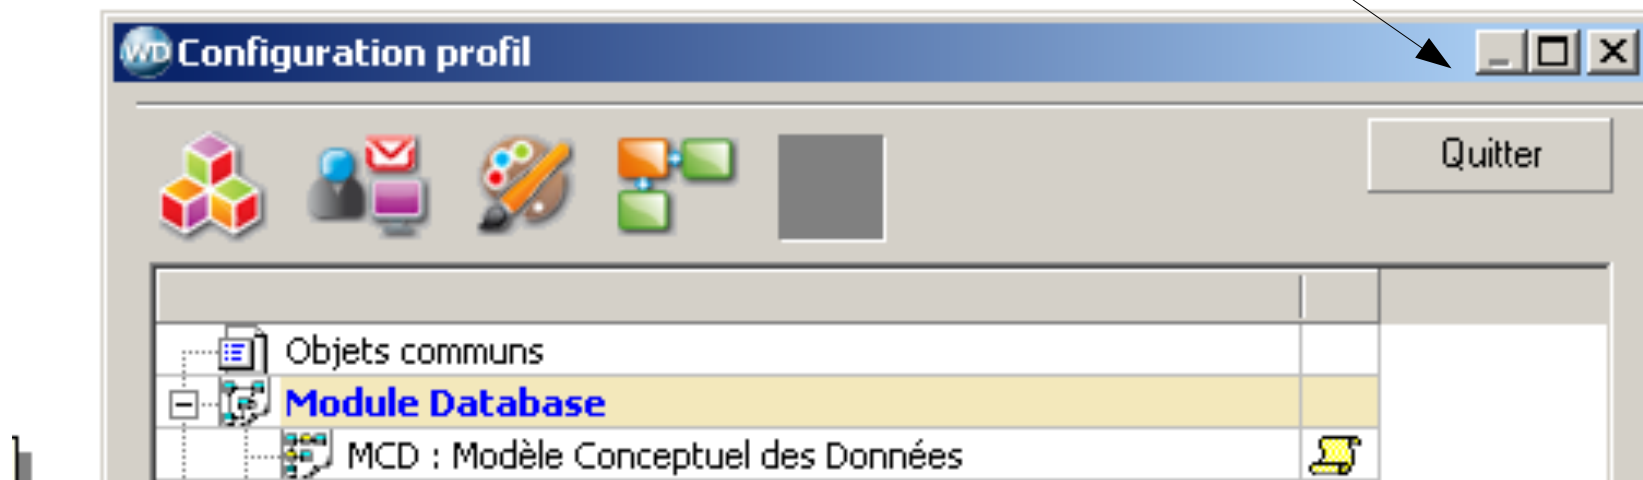 WD Configuration profil
Quitter
Objets communs
Module Database
MCD : Modèle Conceptuel des Données